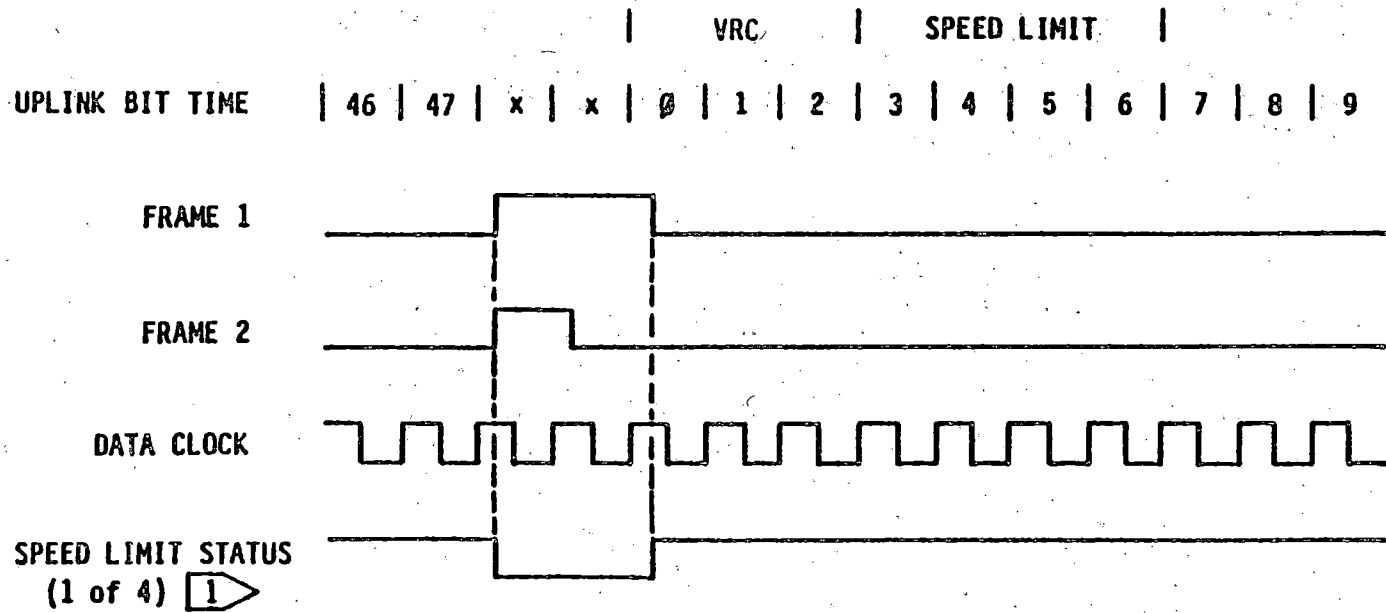 | VRC | SPEED LIMIT |
UPLINK BIT TIME | 46 | 47 | x | x | Ø | 1 | 2 | 3 | 4 | 5 | 6 | 7 | 8 | 9
FRAME 1
FRAME 2
DATA CLOCK
SPEED LIMIT STATUS
(1 of 4) 1